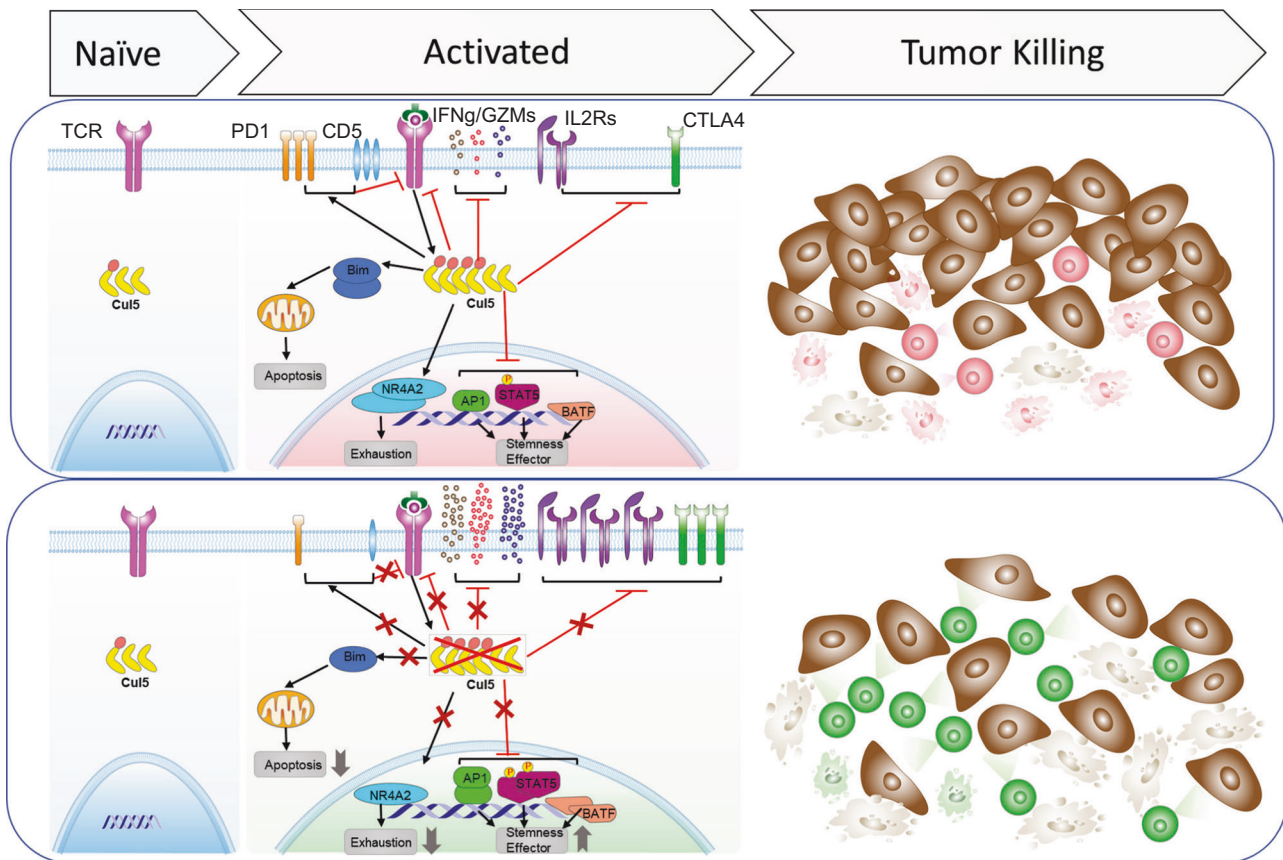 Naïve
Activated
Tumor Killing
TCR
PD1
CD5
IFNg/GZMs
IL2Rs
CTLA4
Cul5
Bim
Cul5
Apoptosis
NR4A2
AP1
P
STAT5
BATF
Exhaustion
Stemness
Effector
Cul5
Bim
Cul5
Apoptosis
NR4A2
AP1
P
P
STAT5
BATF
Exhaustion
Stemness
Effector